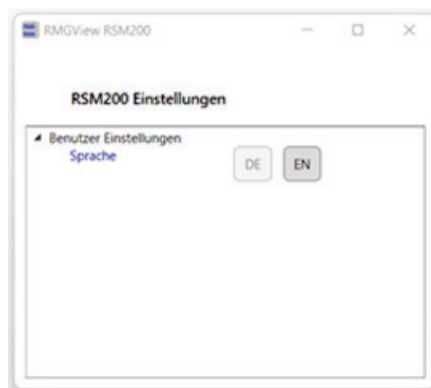 RMGView RSM200
RSM200 Einstellungen
Benutzer Einstellungen
Sprache DE EN